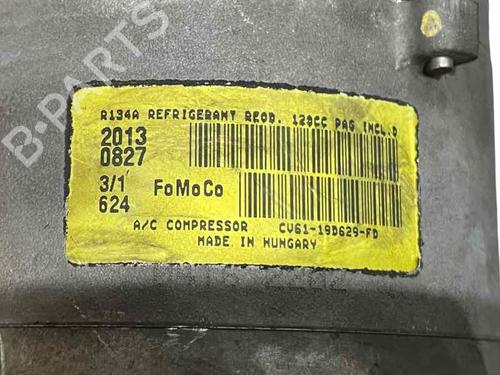 R134A REFRIGERANT REQD. 129CC PAG INCL.D
2013
0827
3/1
624
FoMoCo
A/C COMPRESSOR CV61-19D629-FD
MADE IN HUNGARY
B-PARTS